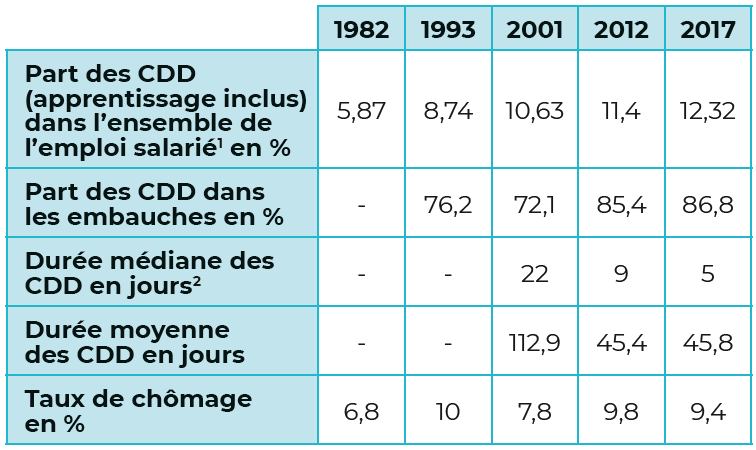 1982 1993 2001 2012 2017
Part des CDD
(apprentissage inclus)
dans l’ensemble de
l’emploi salarié¹ en %
5,87 8,74 10,63 11,4 12,32
Part des CDD dans
les embauches en %
- 76,2 72,1 85,4 86,8
Durée médiane des
CDD en jours²
- - 22 9 5
Durée moyenne
des CDD en jours
- - 112,9 45,4 45,8
Taux de chômage
en %
6,8 10 7,8 9,8 9,4